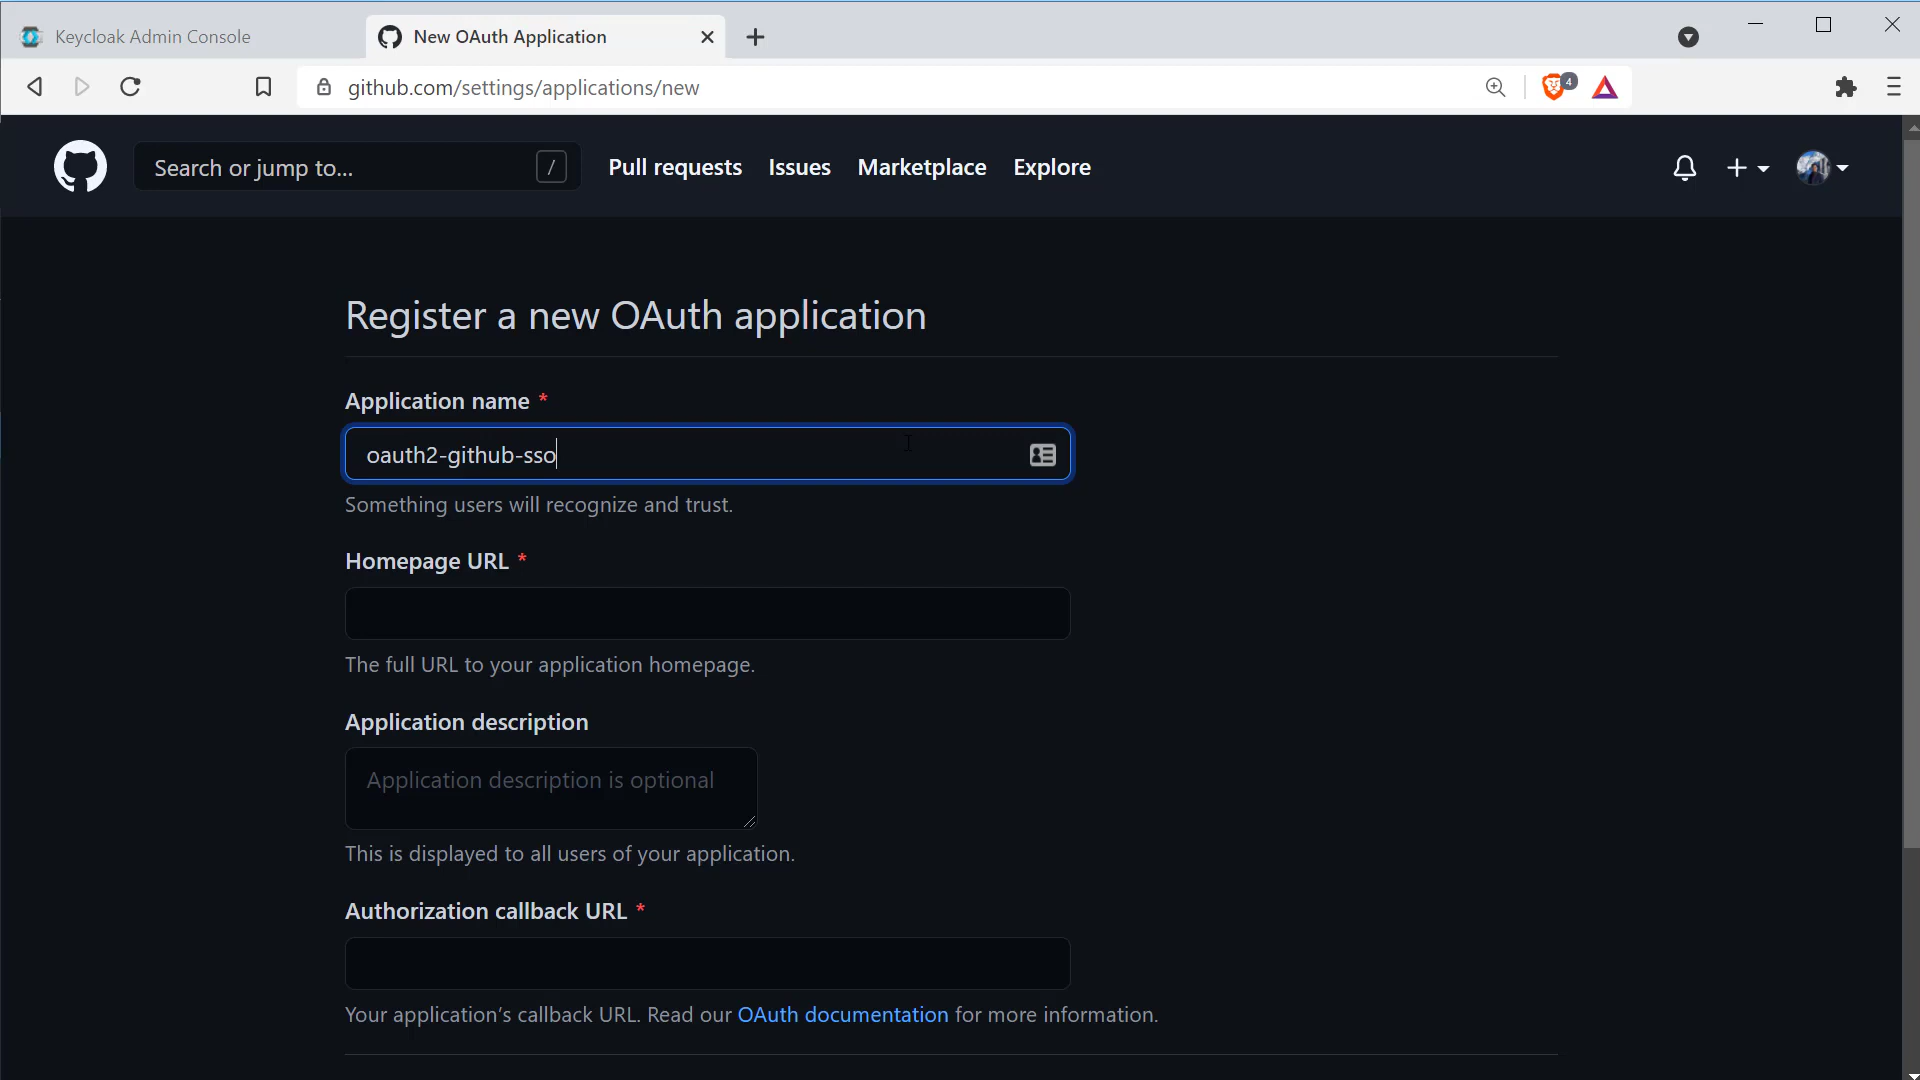 Keycloak Admin Console
New OAuth Application
github.com/settings/applications/new
4
Search or jump to...
/
Pull requests
Issues
Marketplace
Explore
Register a new OAuth application
Application name *
oauth2-github-sso
Something users will recognize and trust.
Homepage URL *
The full URL to your application homepage.
Application description
Application description is optional
This is displayed to all users of your application.
Authorization callback URL *
Your application’s callback URL. Read our OAuth documentation for more information.